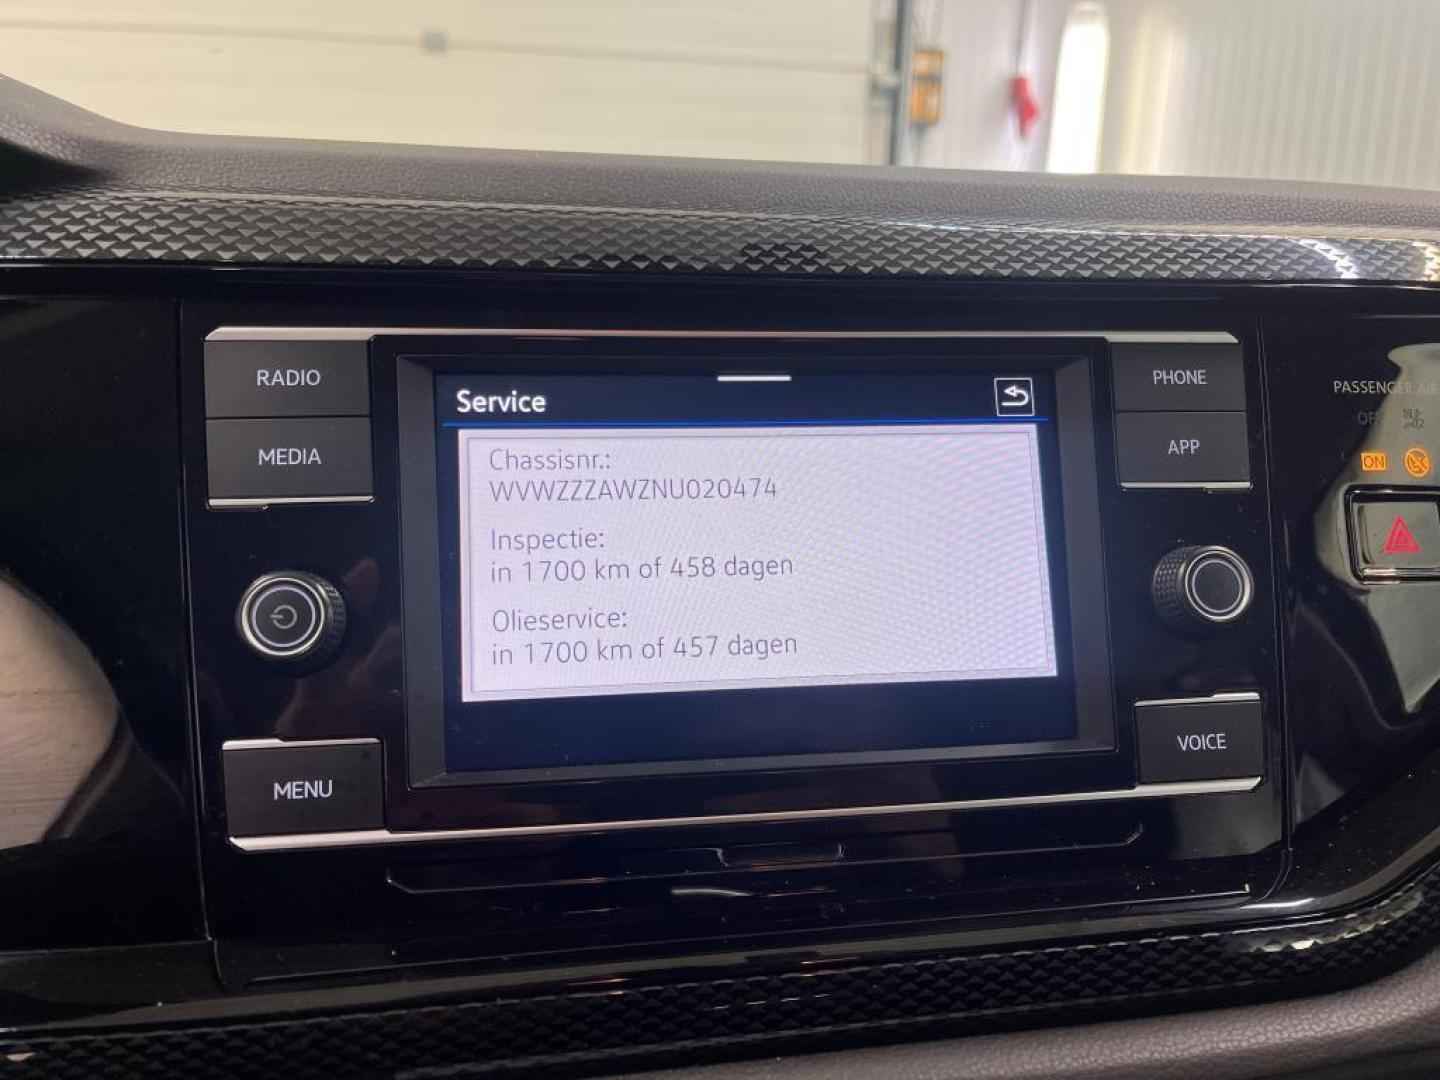 RADIO
MEDIA
MENU
Service
Chassisnr.:
WVWZZZAWZNU020474
Inspectie:
in 1700 km of 458 dagen
Olieservice:
in 1700 km of 457 dagen
PHONE
APP
VOICE
PASSENGER
ON